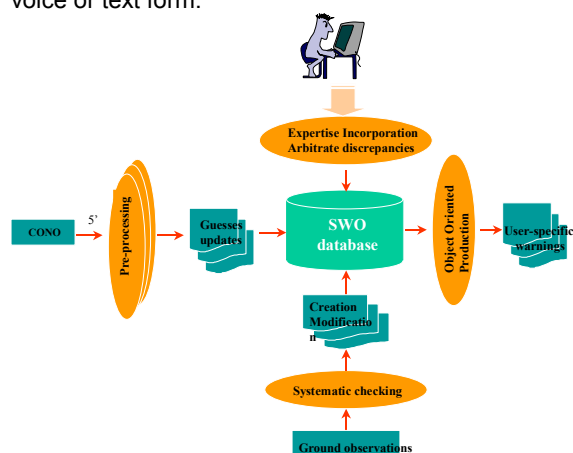 voice or text form.
Expertise Incorporation
Arbitrate discrepancies
CONO
5'
Pre-processing
Guesses
updates
SWO
database
Object Oriented
Production
User-specific
warnings
Creation
Modificatio
n
Systematic checking
Ground observations